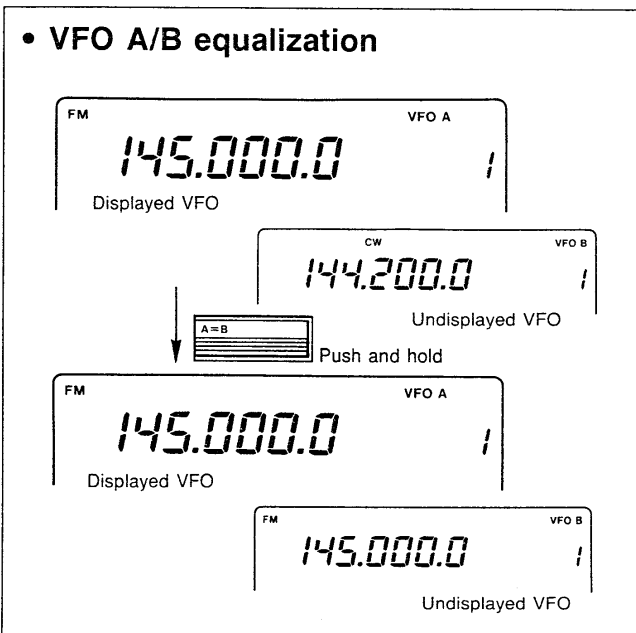 • VFO A/B equalization
FM VFO A
145.000.0 1
Displayed VFO
CW VFO B
144.200.0 1
Undisplayed VFO
A=B
Push and hold
FM VFO A
145.000.0 1
Displayed VFO
FM VFO B
145.000.0 1
Undisplayed VFO